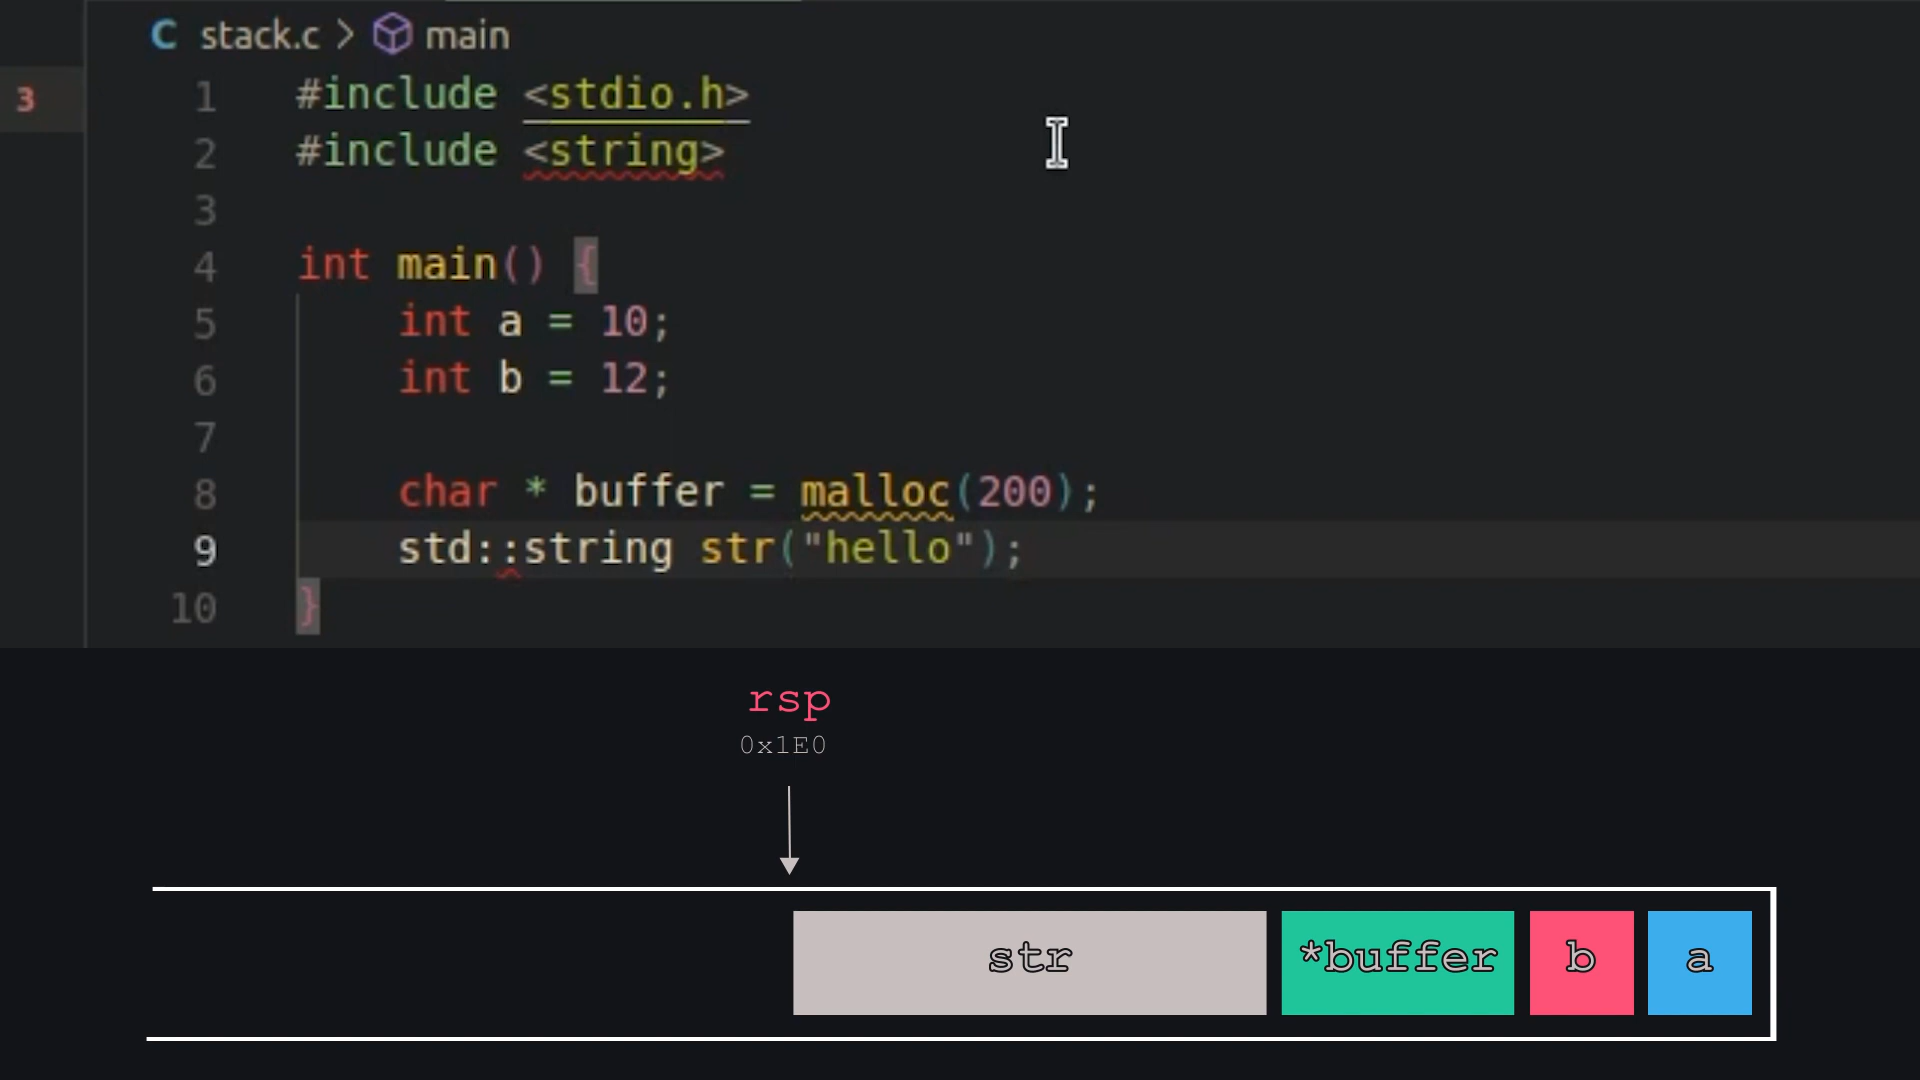 C stack.c > main
3
1 #include <stdio.h>
2 #include <string>
3
4 int main() {
5 int a = 10;
6 int b = 12;
7
8 char * buffer = malloc(200);
9 std::string str("hello");
10 }
rsp
0x1E0
str *buffer b a